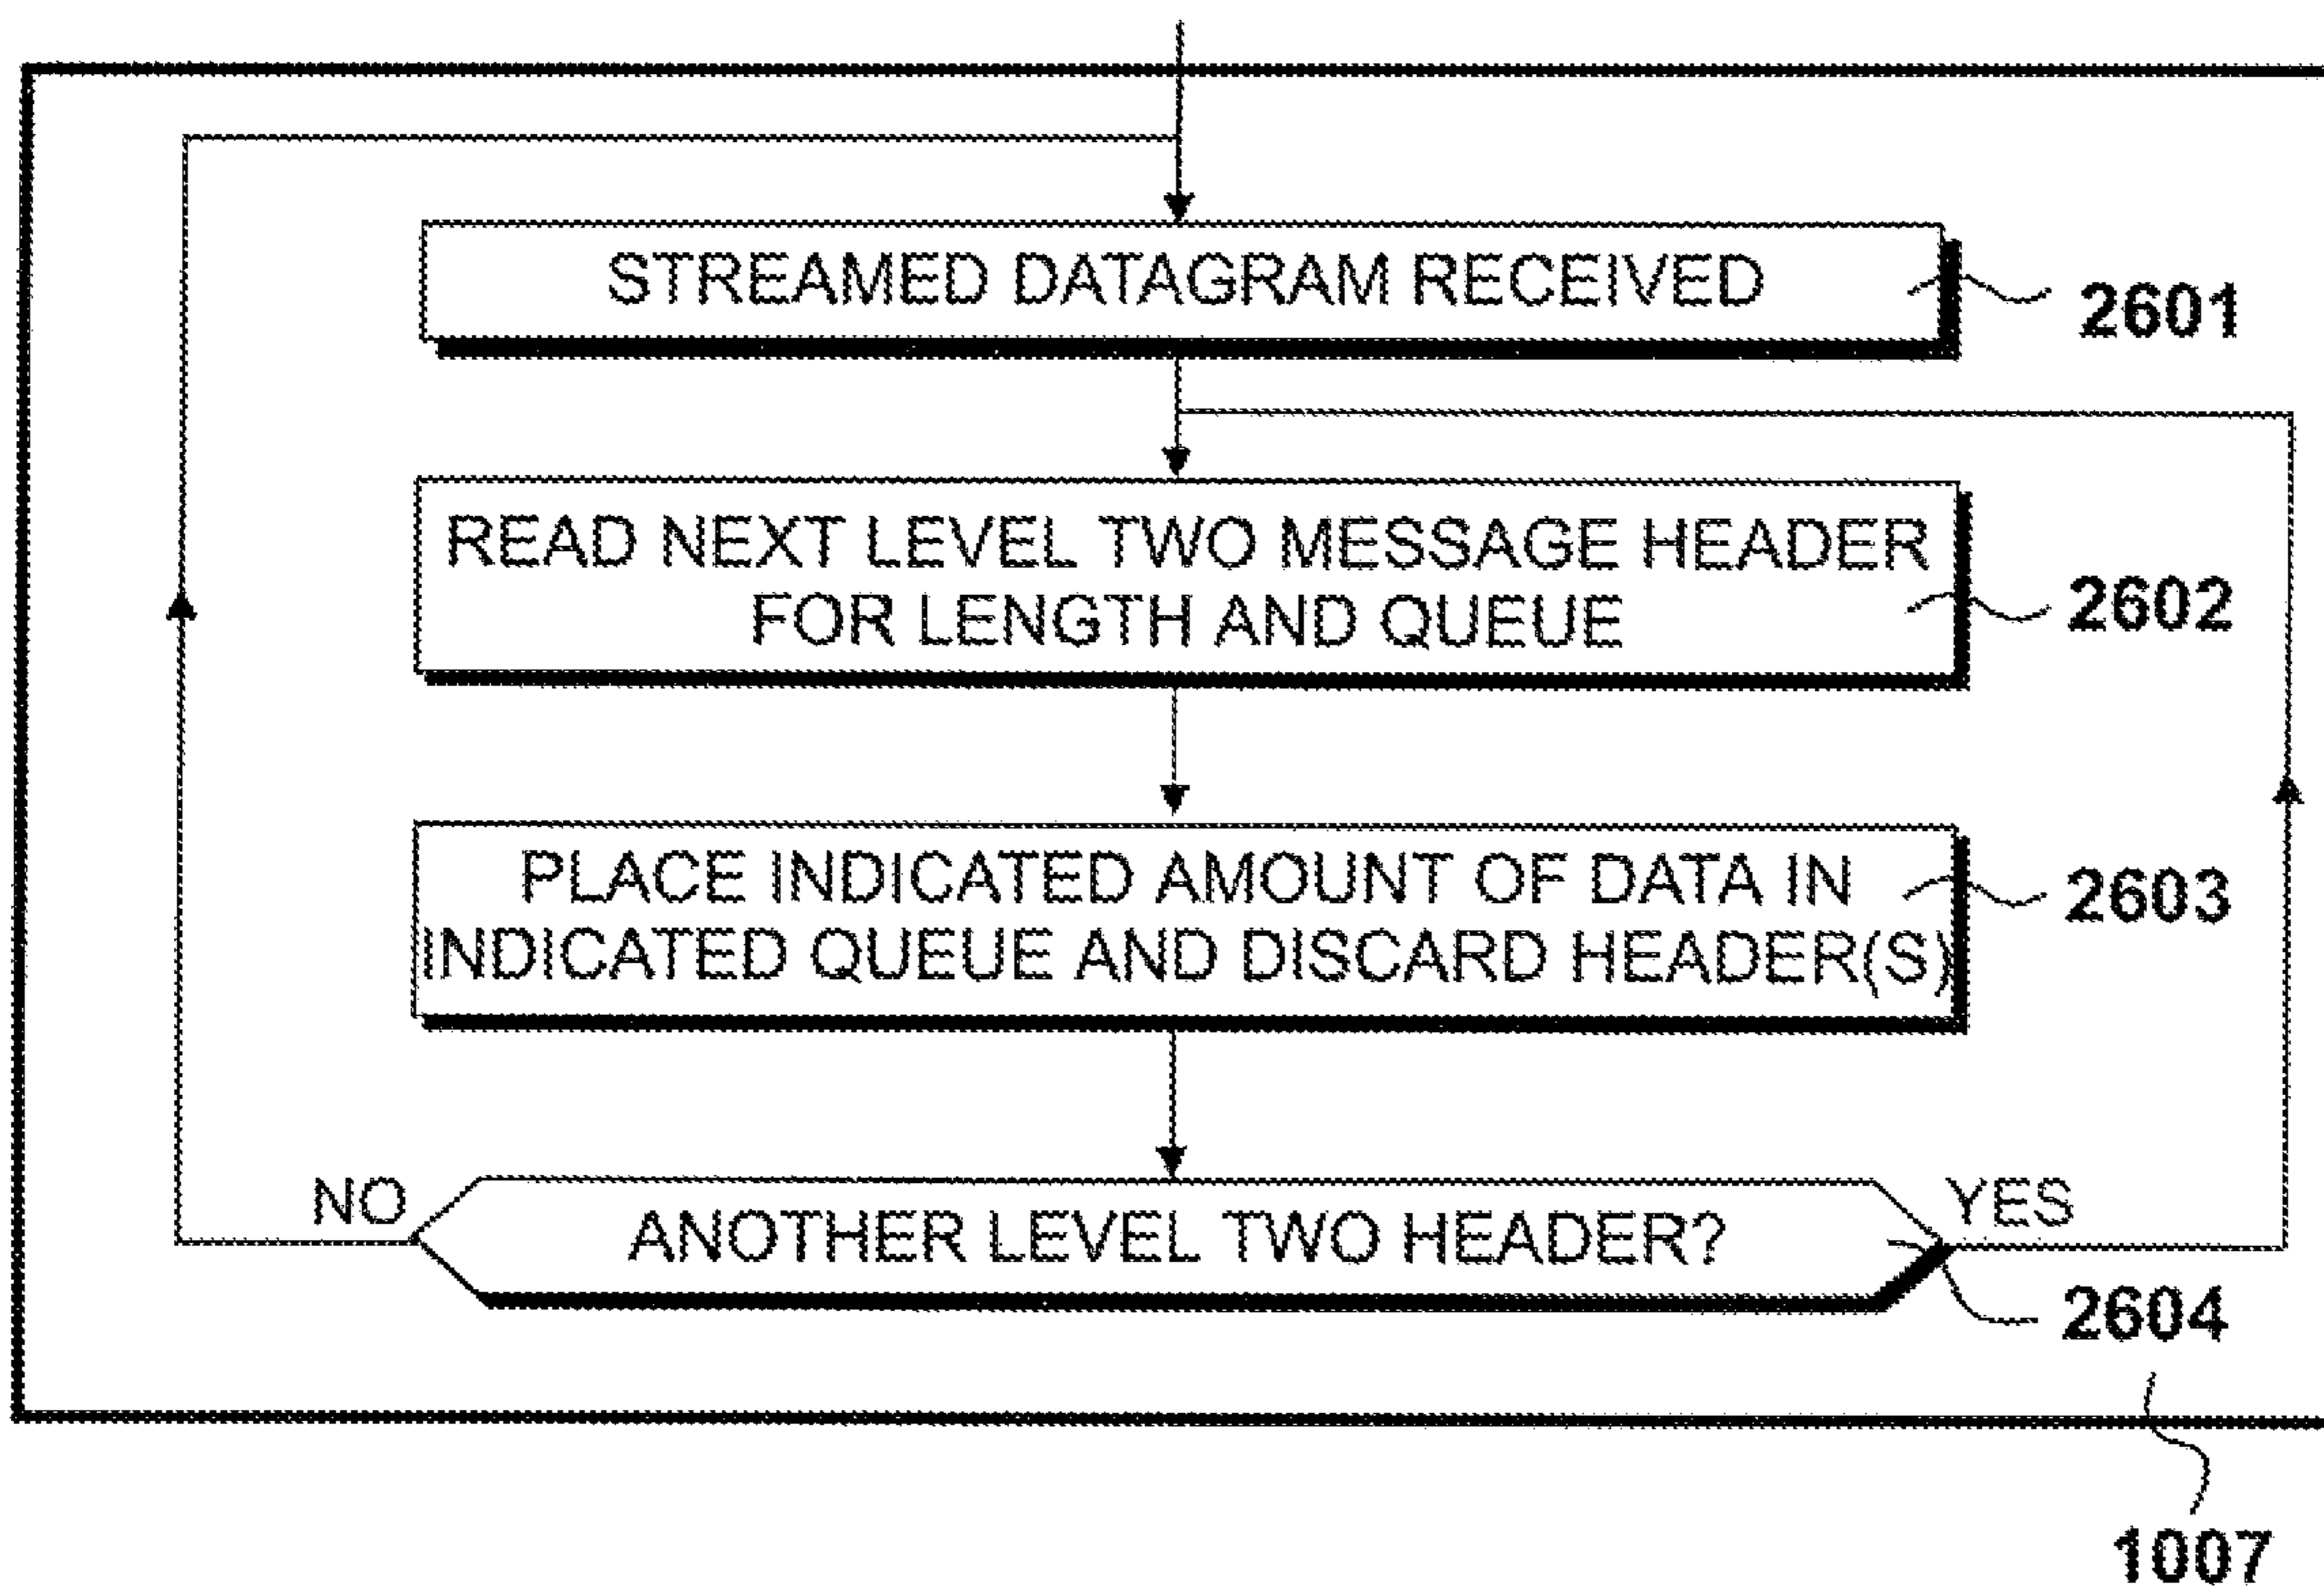 STREAMED DATAGRAM RECEIVED
2601
READ NEXT LEVEL TWO MESSAGE HEADER
FOR LENGTH AND QUEUE
2602
PLACE INDICATED AMOUNT OF DATA IN
INDICATED QUEUE AND DISCARD HEADER(S)
2603
NO
ANOTHER LEVEL TWO HEADER?
YES
2604
1007